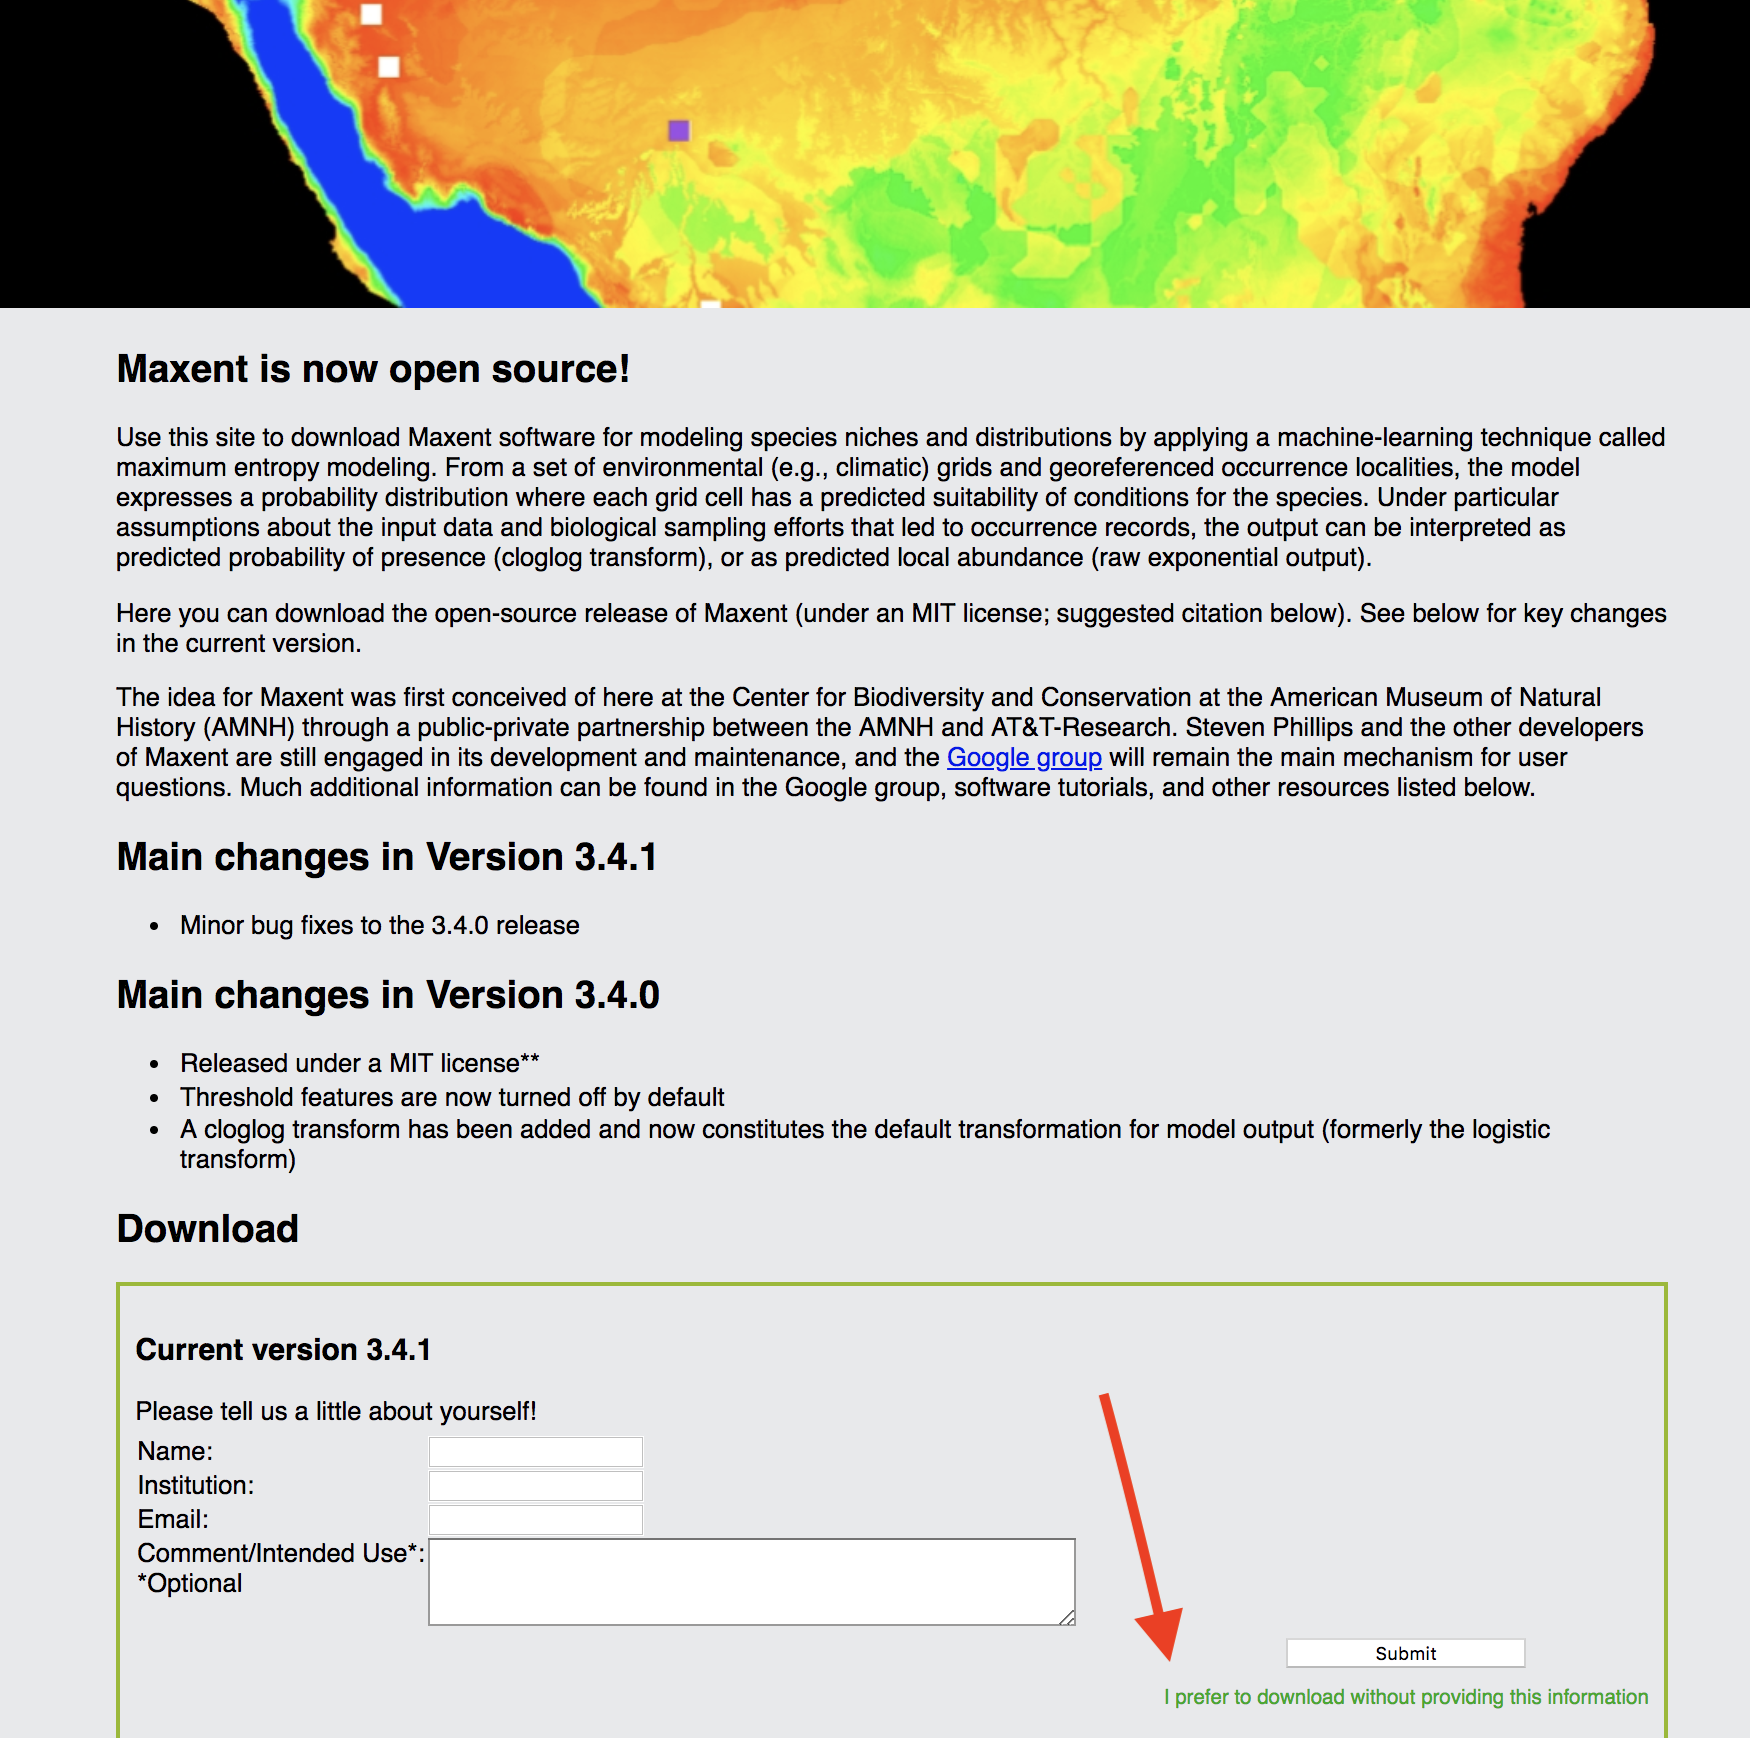 Maxent is now open source!
Use this site to download Maxent software for modeling species niches and distributions by applying a machine-learning technique called
maximum entropy modeling. From a set of environmental (e.g., climatic) grids and georeferenced occurrence localities, the model
expresses a probability distribution where each grid cell has a predicted suitability of conditions for the species. Under particular
assumptions about the input data and biological sampling efforts that led to occurrence records, the output can be interpreted as
predicted probability of presence (cloglog transform), or as predicted local abundance (raw exponential output).
Here you can download the open-source release of Maxent (under an MIT license; suggested citation below). See below for key changes
in the current version.
The idea for Maxent was first conceived of here at the Center for Biodiversity and Conservation at the American Museum of Natural
History (AMNH) through a public-private partnership between the AMNH and AT&T-Research. Steven Phillips and the other developers
of Maxent are still engaged in its development and maintenance, and the Google group will remain the main mechanism for user
questions. Much additional information can be found in the Google group, software tutorials, and other resources listed below.
Main changes in Version 3.4.1
• Minor bug fixes to the 3.4.0 release
Main changes in Version 3.4.0
• Released under a MIT license**
• Threshold features are now turned off by default
• A cloglog transform has been added and now constitutes the default transformation for model output (formerly the logistic
transform)
Download
Current version 3.4.1
Please tell us a little about yourself!
Name:
Institution:
Email:
Comment/Intended Use*:
*Optional
Submit
I prefer to download without providing this information